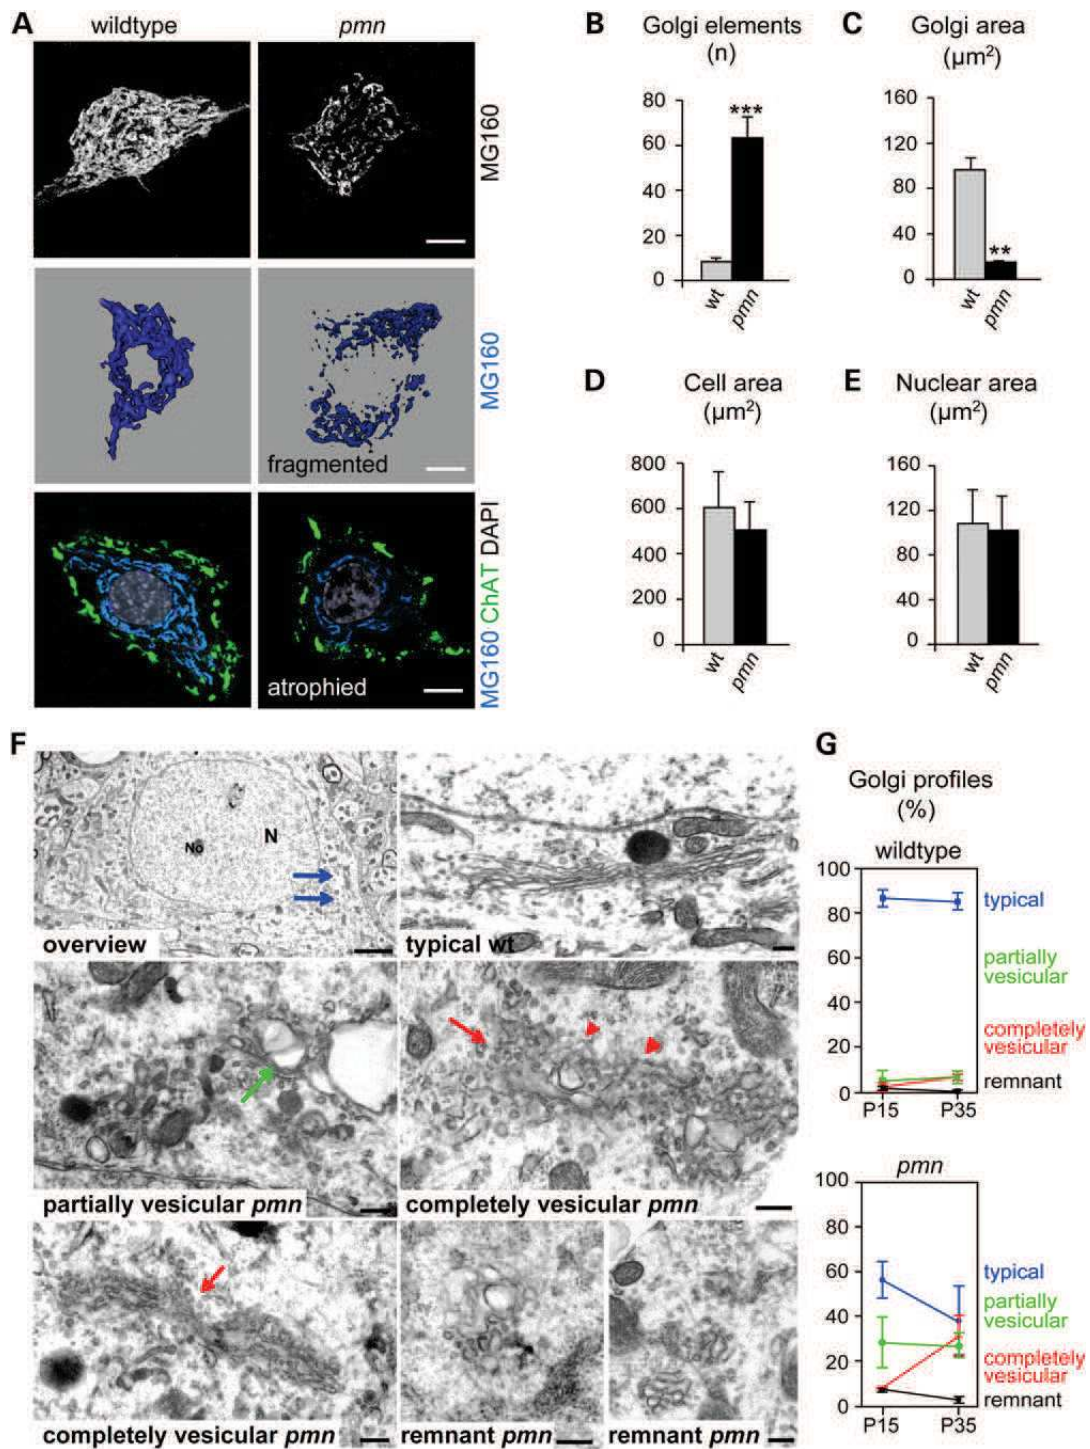 A
wildtype
pmn
MG160
MG160
fragmented
MG160 ChAT DAPI
atrophied
B
Golgi elements
(n)
80
60
40
20
0
***
wt
pmn
C
Golgi area
(µm²)
160
120
80
40
0
**
wt
pmn
D
Cell area
(µm²)
800
600
400
200
0
wt
pmn
E
Nuclear area
(µm²)
160
120
80
40
0
wt
pmn
F
No
N
overview
typical wt
partially vesicular pmn
completely vesicular pmn
completely vesicular pmn
remnant pmn
remnant pmn
G
Golgi profiles
(%)
wildtype
100
80
60
40
20
0
P15
P35
typical
partially
vesicular
completely
vesicular
remnant
pmn
100
80
60
40
20
0
P15
P35
typical
partially
vesicular
completely
vesicular
remnant